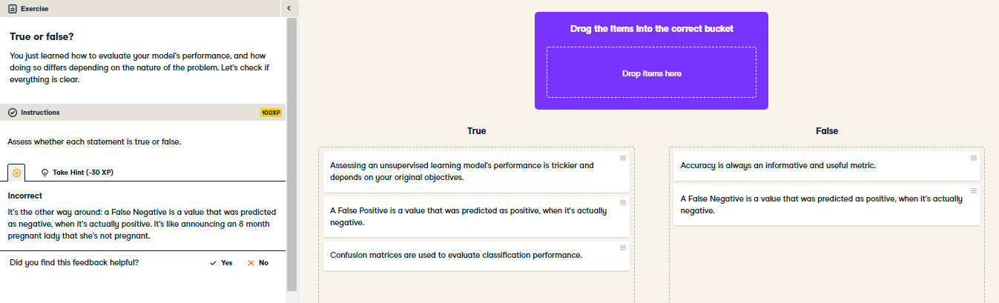 Exercise
True or false?
You just learned how to evaluate your model's performance, and how
doing so differs depending on the nature of the problem. Let's check if
everything is clear.
Instructions
100XP
Assess whether each statement is true or false.
Take Hint (-30 XP)
Incorrect
It's the other way around: a False Negative is a value that was predicted
as negative, when it's actually positive. It's like announcing an 8 month
pregnant lady that she's not pregnant.
Did you find this feedback helpful?
Yes
No
Drag the items into the correct bucket
Drop items here
True
Assessing an unsupervised learning model's performance is trickier and
depends on your original objectives.
A False Positive is a value that was predicted as positive, when it's actually
negative.
Confusion matrices are used to evaluate classification performance.
False
Accuracy is always an informative and useful metric.
A False Negative is a value that was predicted as positive, when it's actually
negative.